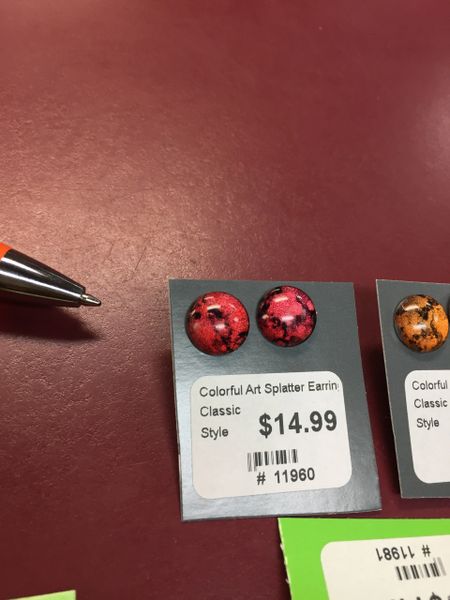 Colorful Art Splatter Earrin
Classic
Style $14.99
# 11960
Colorful
Classic
Style
# 11981